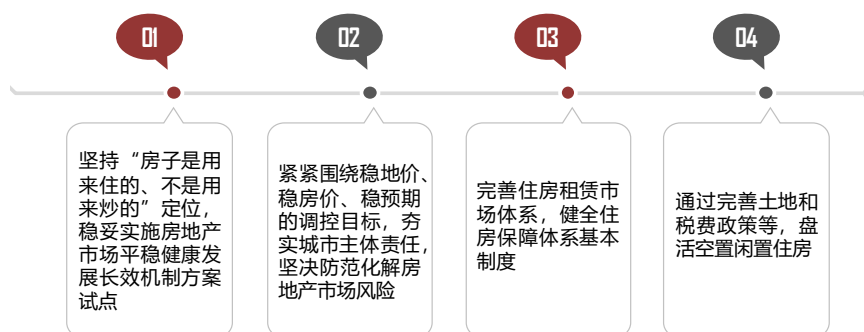 01
02
03
04
坚持“房子是用
来住的、不是用
来炒的”定位，
稳妥实施房地产
市场平稳健康发
展长效机制方案
试点
紧紧围绕稳地价、
稳房价、稳预期
的调控目标，夯
实城市主体责任，
坚决防范化解房
地产市场风险
完善住房租赁市
场体系，健全住
房保障体系基本
制度
通过完善土地和
税费政策等，盘
活空置闲置住房